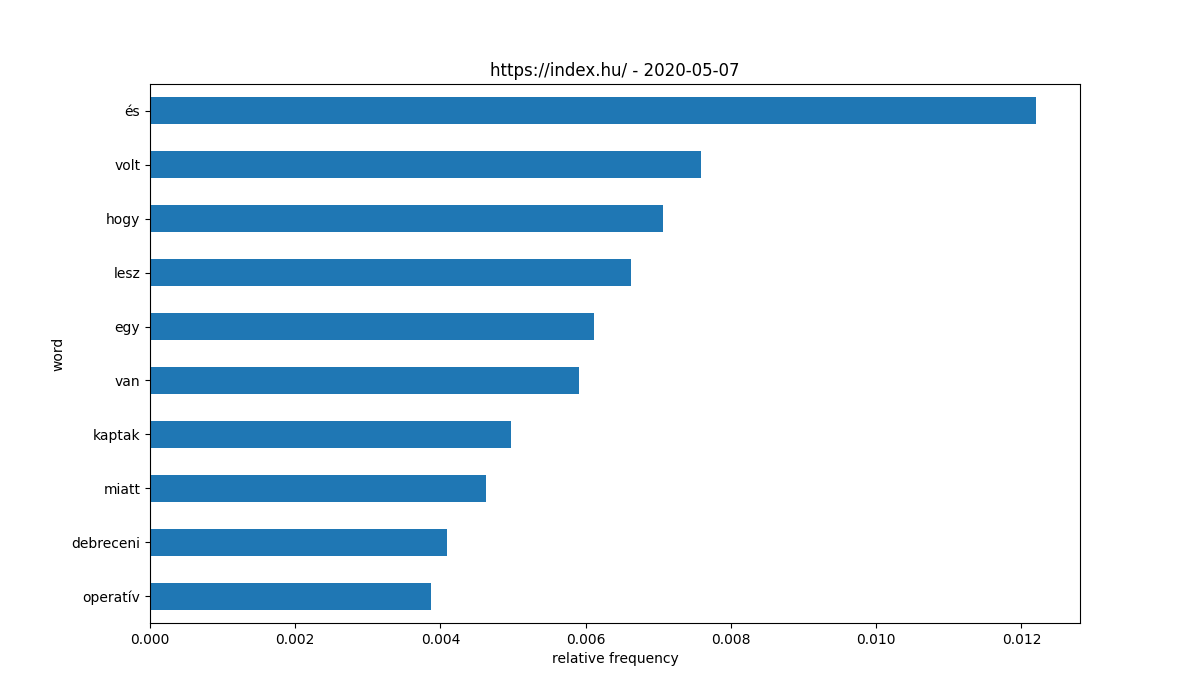 https://index.hu/ - 2020-05-07
és
volt
hogy
lesz
egy
van
kaptak
miatt
debreceni
operatív
word
0.000 0.002 0.004 0.006 0.008 0.010 0.012
relative frequency